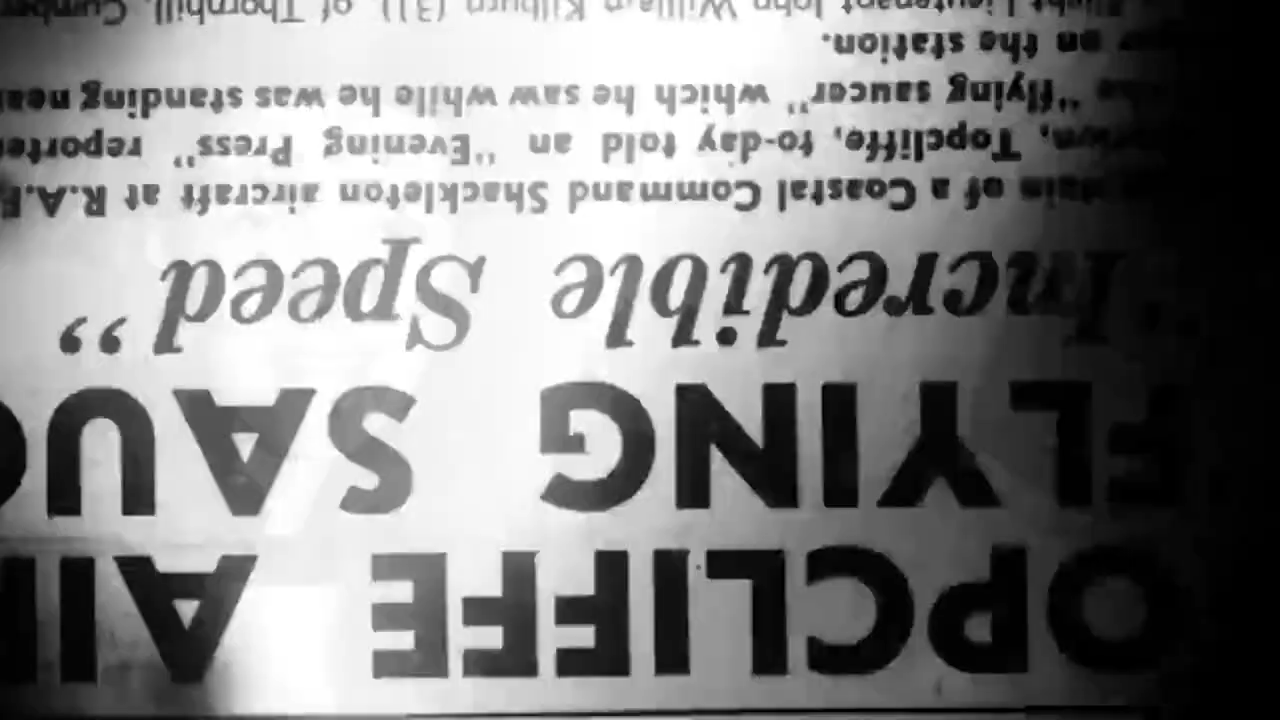 OPCLIFFE AI
FLYING SAUC
"Incredible Speed"
of a Coastal Command Shackleton aircraft at R.A.F.
Topcliffe, to-day told an "Evening Press" reporter
"flying saucer" which he saw while he was standing near
on the station.
Flight Lieutenant John William Kilburn (31), of Thornhill, Cumber